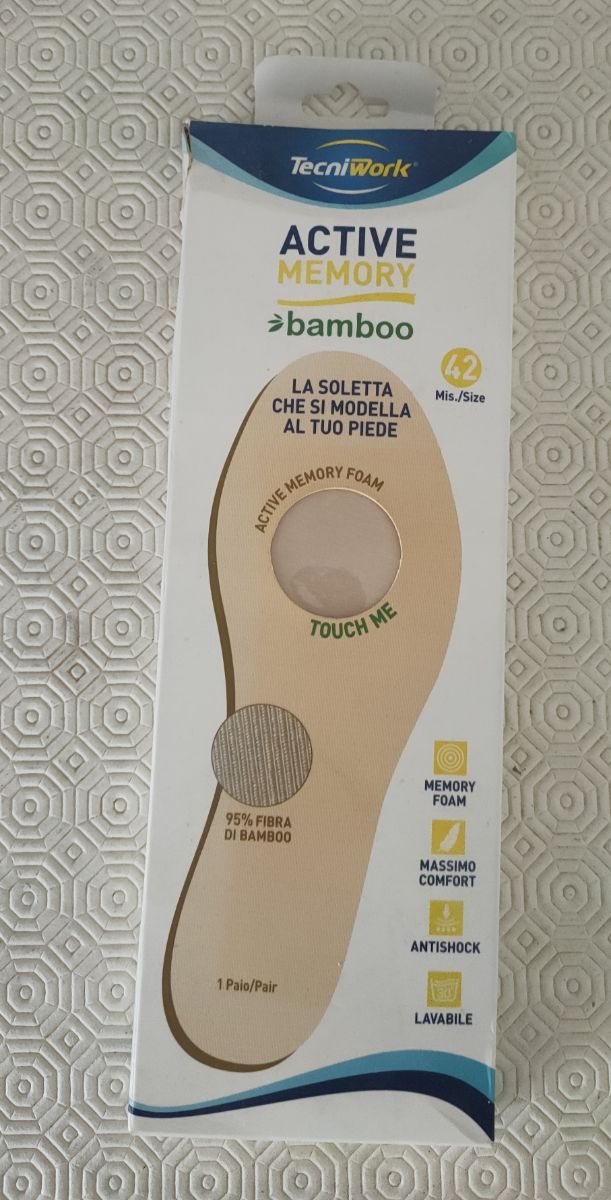 TecniWork®
ACTIVE
MEMORY
bamboo
42
Mis./Size
LA SOLETTA
CHE SI MODELLA
AL TUO PIEDE
ACTIVE MEMORY FOAM
TOUCH ME
95% FIBRA
DI BAMBOO
MEMORY
FOAM
MASSIMO
COMFORT
ANTISHOCK
30°
LAVABILE
1 Paio/Pair